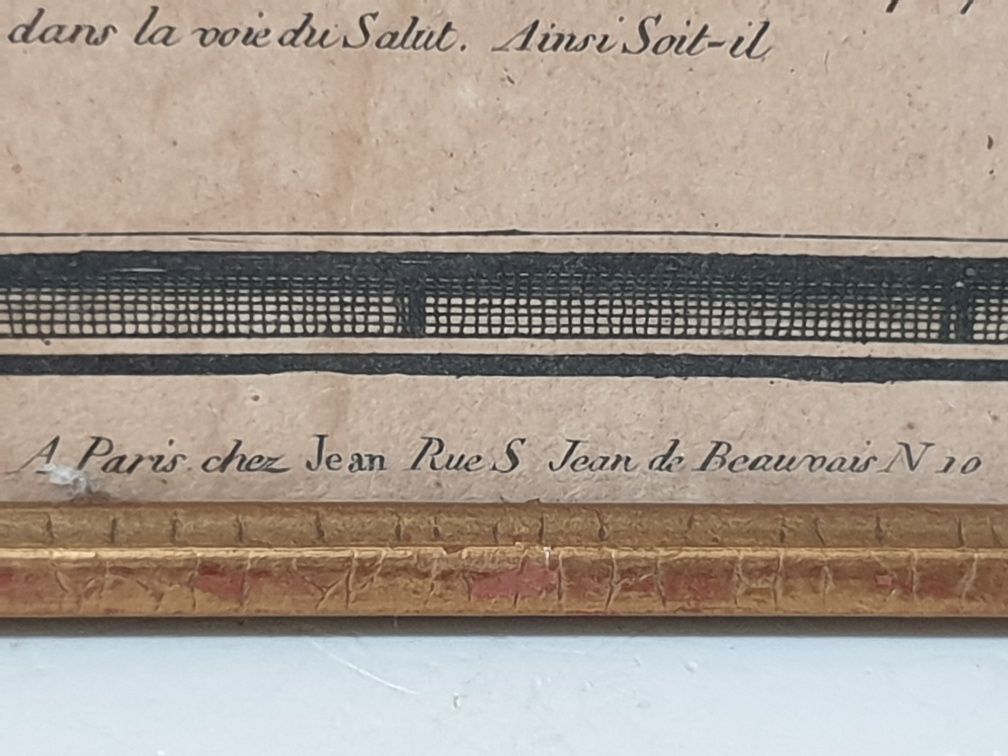 dans la voie du Salut. Ainsi Soit-il
A Paris chez Jean Rue S Jean de Beauvais N 10